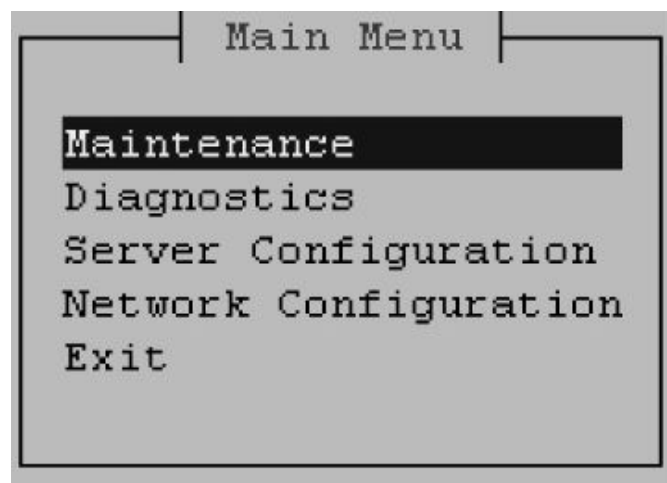 Main Menu
Maintenance
Diagnostics
Server Configuration
Network Configuration
Exit